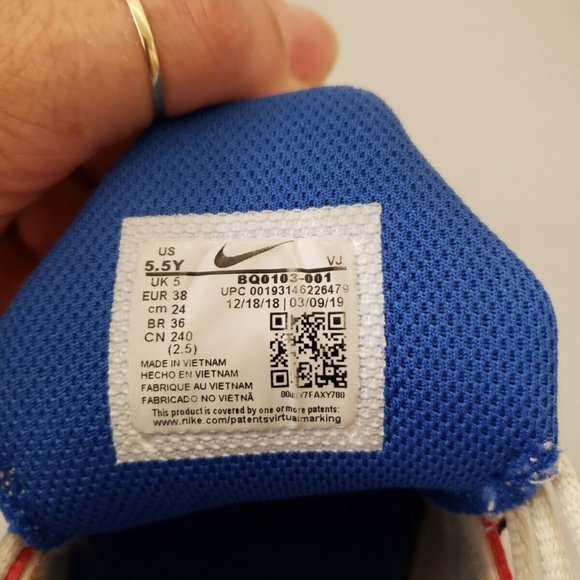 US
5.5Y VJ
UK 5 BQ0103-001
EUR 38 UPC 00193146226479
cm 24 12/18/18 | 03/09/19
BR 36
CN 240
(2.5)
MADE IN VIETNAM
HECHO EN VIETNAM
FABRIQUE AU VIETNAM
FABRICADO NO VIETNÃ
0068Y7FAXY780
This product is covered by one or more patents:
www.nike.com/patentsvirtualmarking